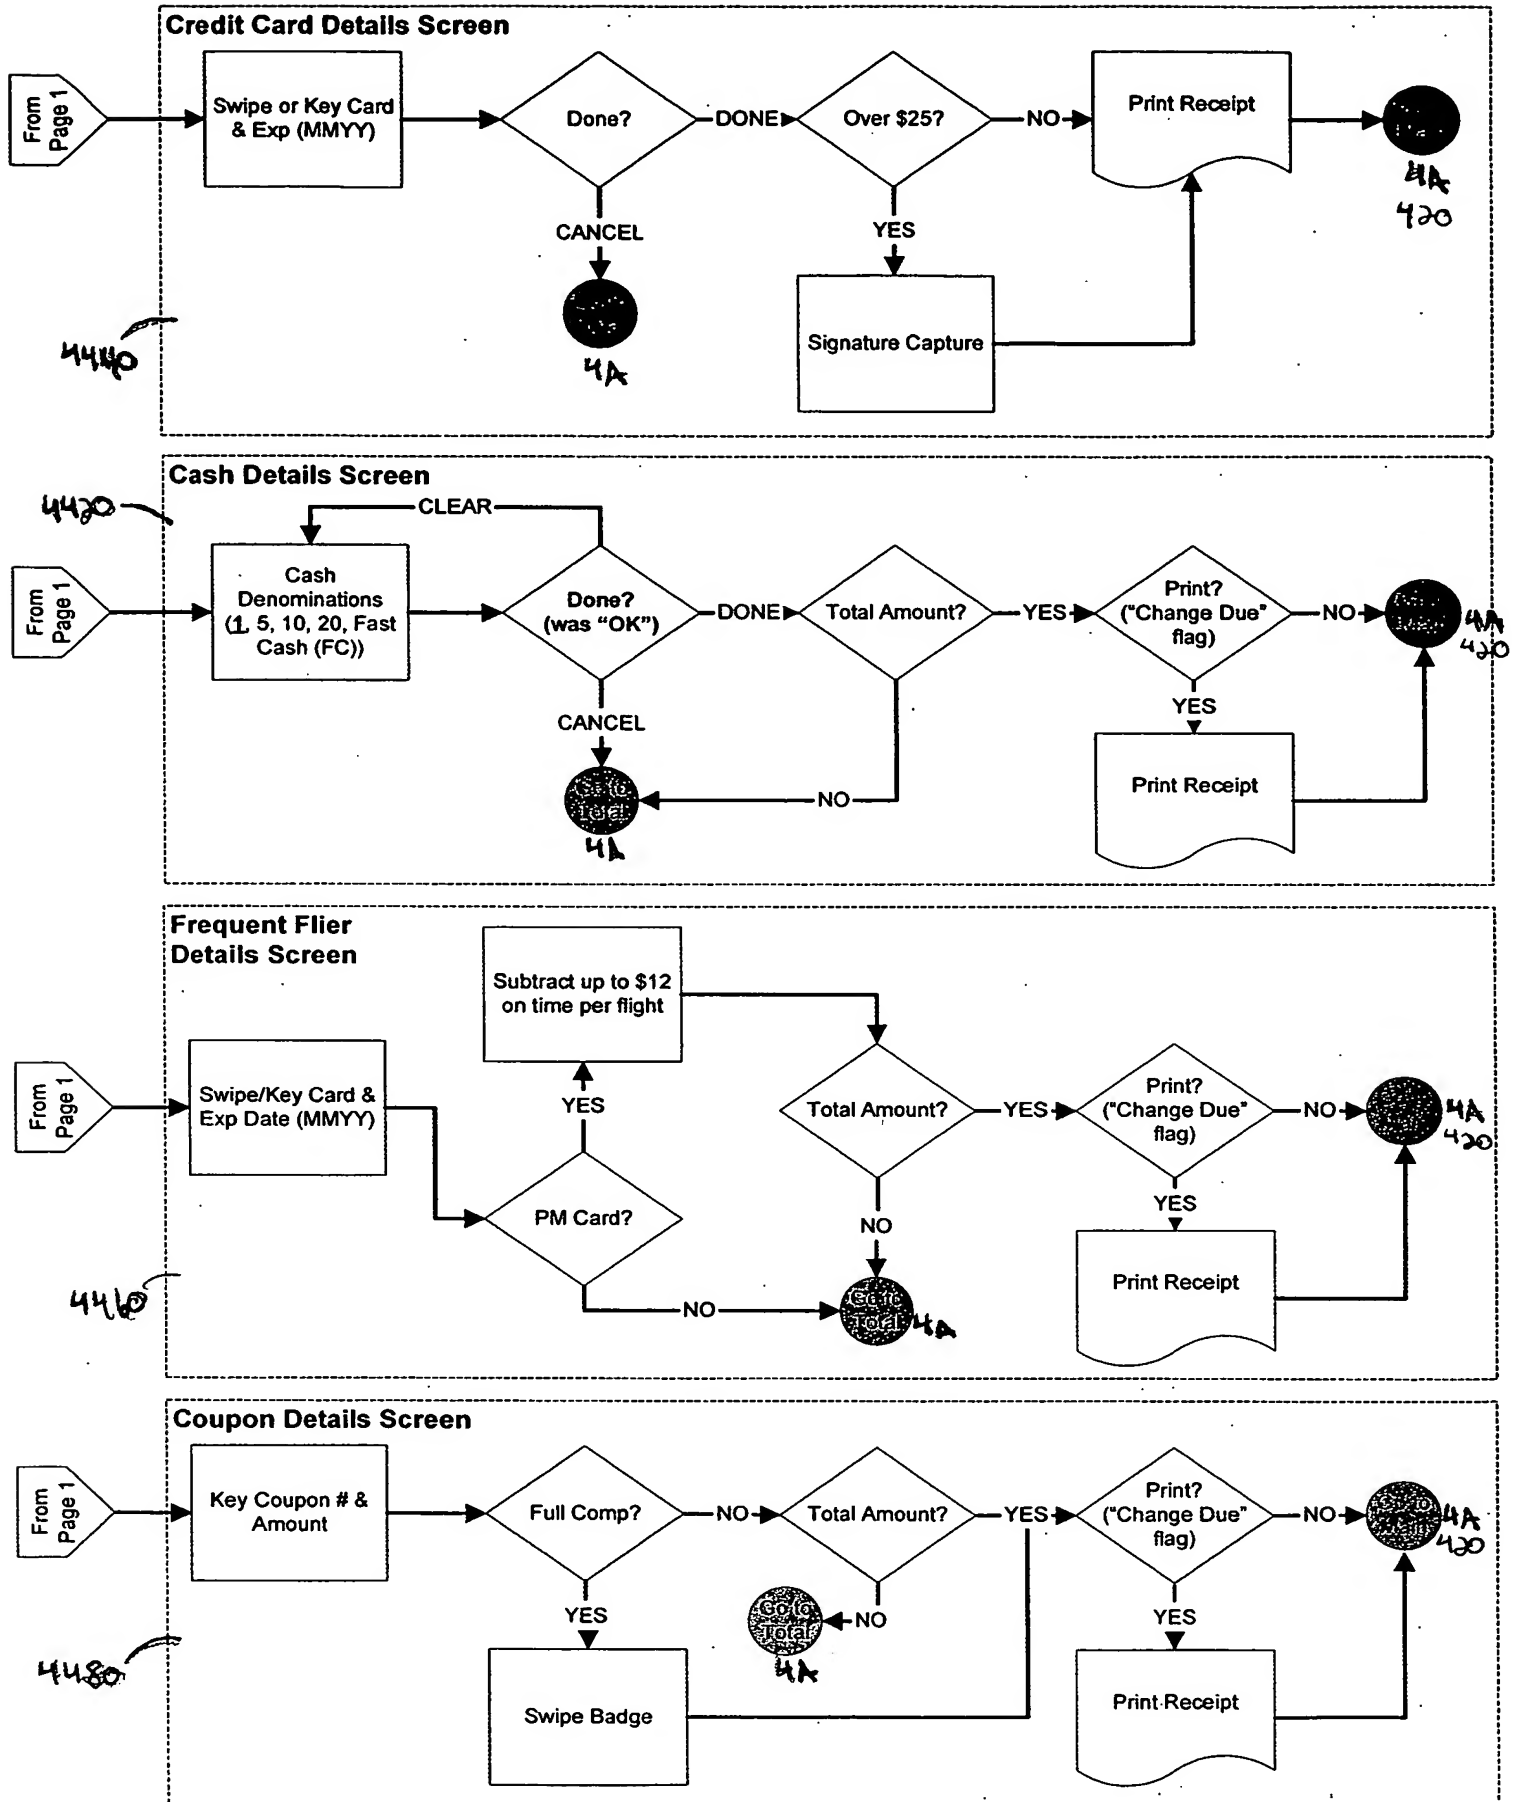 Credit Card Details Screen
From
Page 1
Swipe or Key Card
& Exp (MMYY)
Done?
DONE
Over $25?
NO
Print Receipt
4A
420
CANCEL
YES
4A
Signature Capture
4440
Cash Details Screen
4420
CLEAR
From
Page 1
Cash
Denominations
(1, 5, 10, 20, Fast
Cash (FC))
Done?
(was "OK")
DONE
Total Amount?
YES
Print?
("Change Due"
flag)
NO
4A
420
CANCEL
YES
Go to
Total
4A
NO
Print Receipt
Frequent Flier
Details Screen
Subtract up to $12
on time per flight
From
Page 1
Swipe/Key Card &
Exp Date (MMYY)
YES
Total Amount?
YES
Print?
("Change Due"
flag)
NO
4A
420
PM Card?
NO
YES
4460
NO
Go to
Total
4A
Print Receipt
Coupon Details Screen
From
Page 1
Key Coupon # &
Amount
Full Comp?
NO
Total Amount?
YES
Print?
("Change Due"
flag)
NO
4A
420
YES
Go to
Total
4A
NO
YES
4480
Swipe Badge
Print Receipt